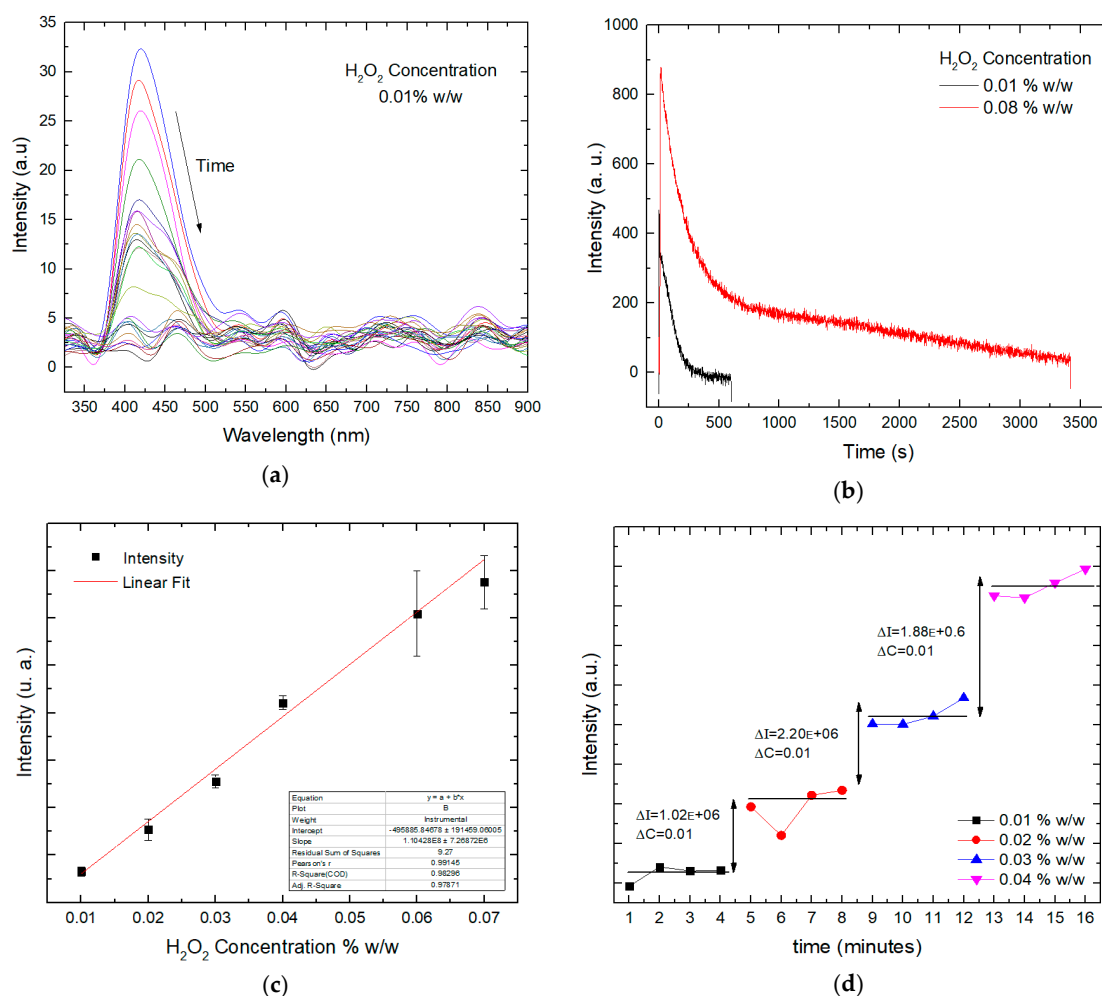 35
30
25
20
15
10
5
0
Intensity (a.u)
H₂O₂ Concentration
0.01% w/w
Time
350 400 450 500 550 600 650 700 750 800 850 900
Wavelength (nm)
(a)
1000
800
600
400
200
0
Intensity (a. u.)
H₂O₂ Concentration
0.01 % w/w
0.08 % w/w
0 500 1000 1500 2000 2500 3000 3500
Time (s)
(b)
Intensity (u. a.)
Intensity
Linear Fit
Equation y = a + b*x
Plot B
Weight Instrumental
Intercept -495885.84678 ± 191459.06005
Slope 1.10428E8 ± 7.26872E6
Residual Sum of Squares 9.27
Pearson's r 0.99145
R-Square(COD) 0.98296
Adj. R-Square 0.97871
0.01 0.02 0.03 0.04 0.05 0.06 0.07
H₂O₂ Concentration % w/w
(c)
Intensity (a.u.)
ΔI=1.88E+0.6
ΔC=0.01
ΔI=2.20E+06
ΔC=0.01
ΔI=1.02E+06
ΔC=0.01
0.01 % w/w
0.02 % w/w
0.03 % w/w
0.04 % w/w
1 2 3 4 5 6 7 8 9 10 11 12 13 14 15 16
time (minutes)
(d)